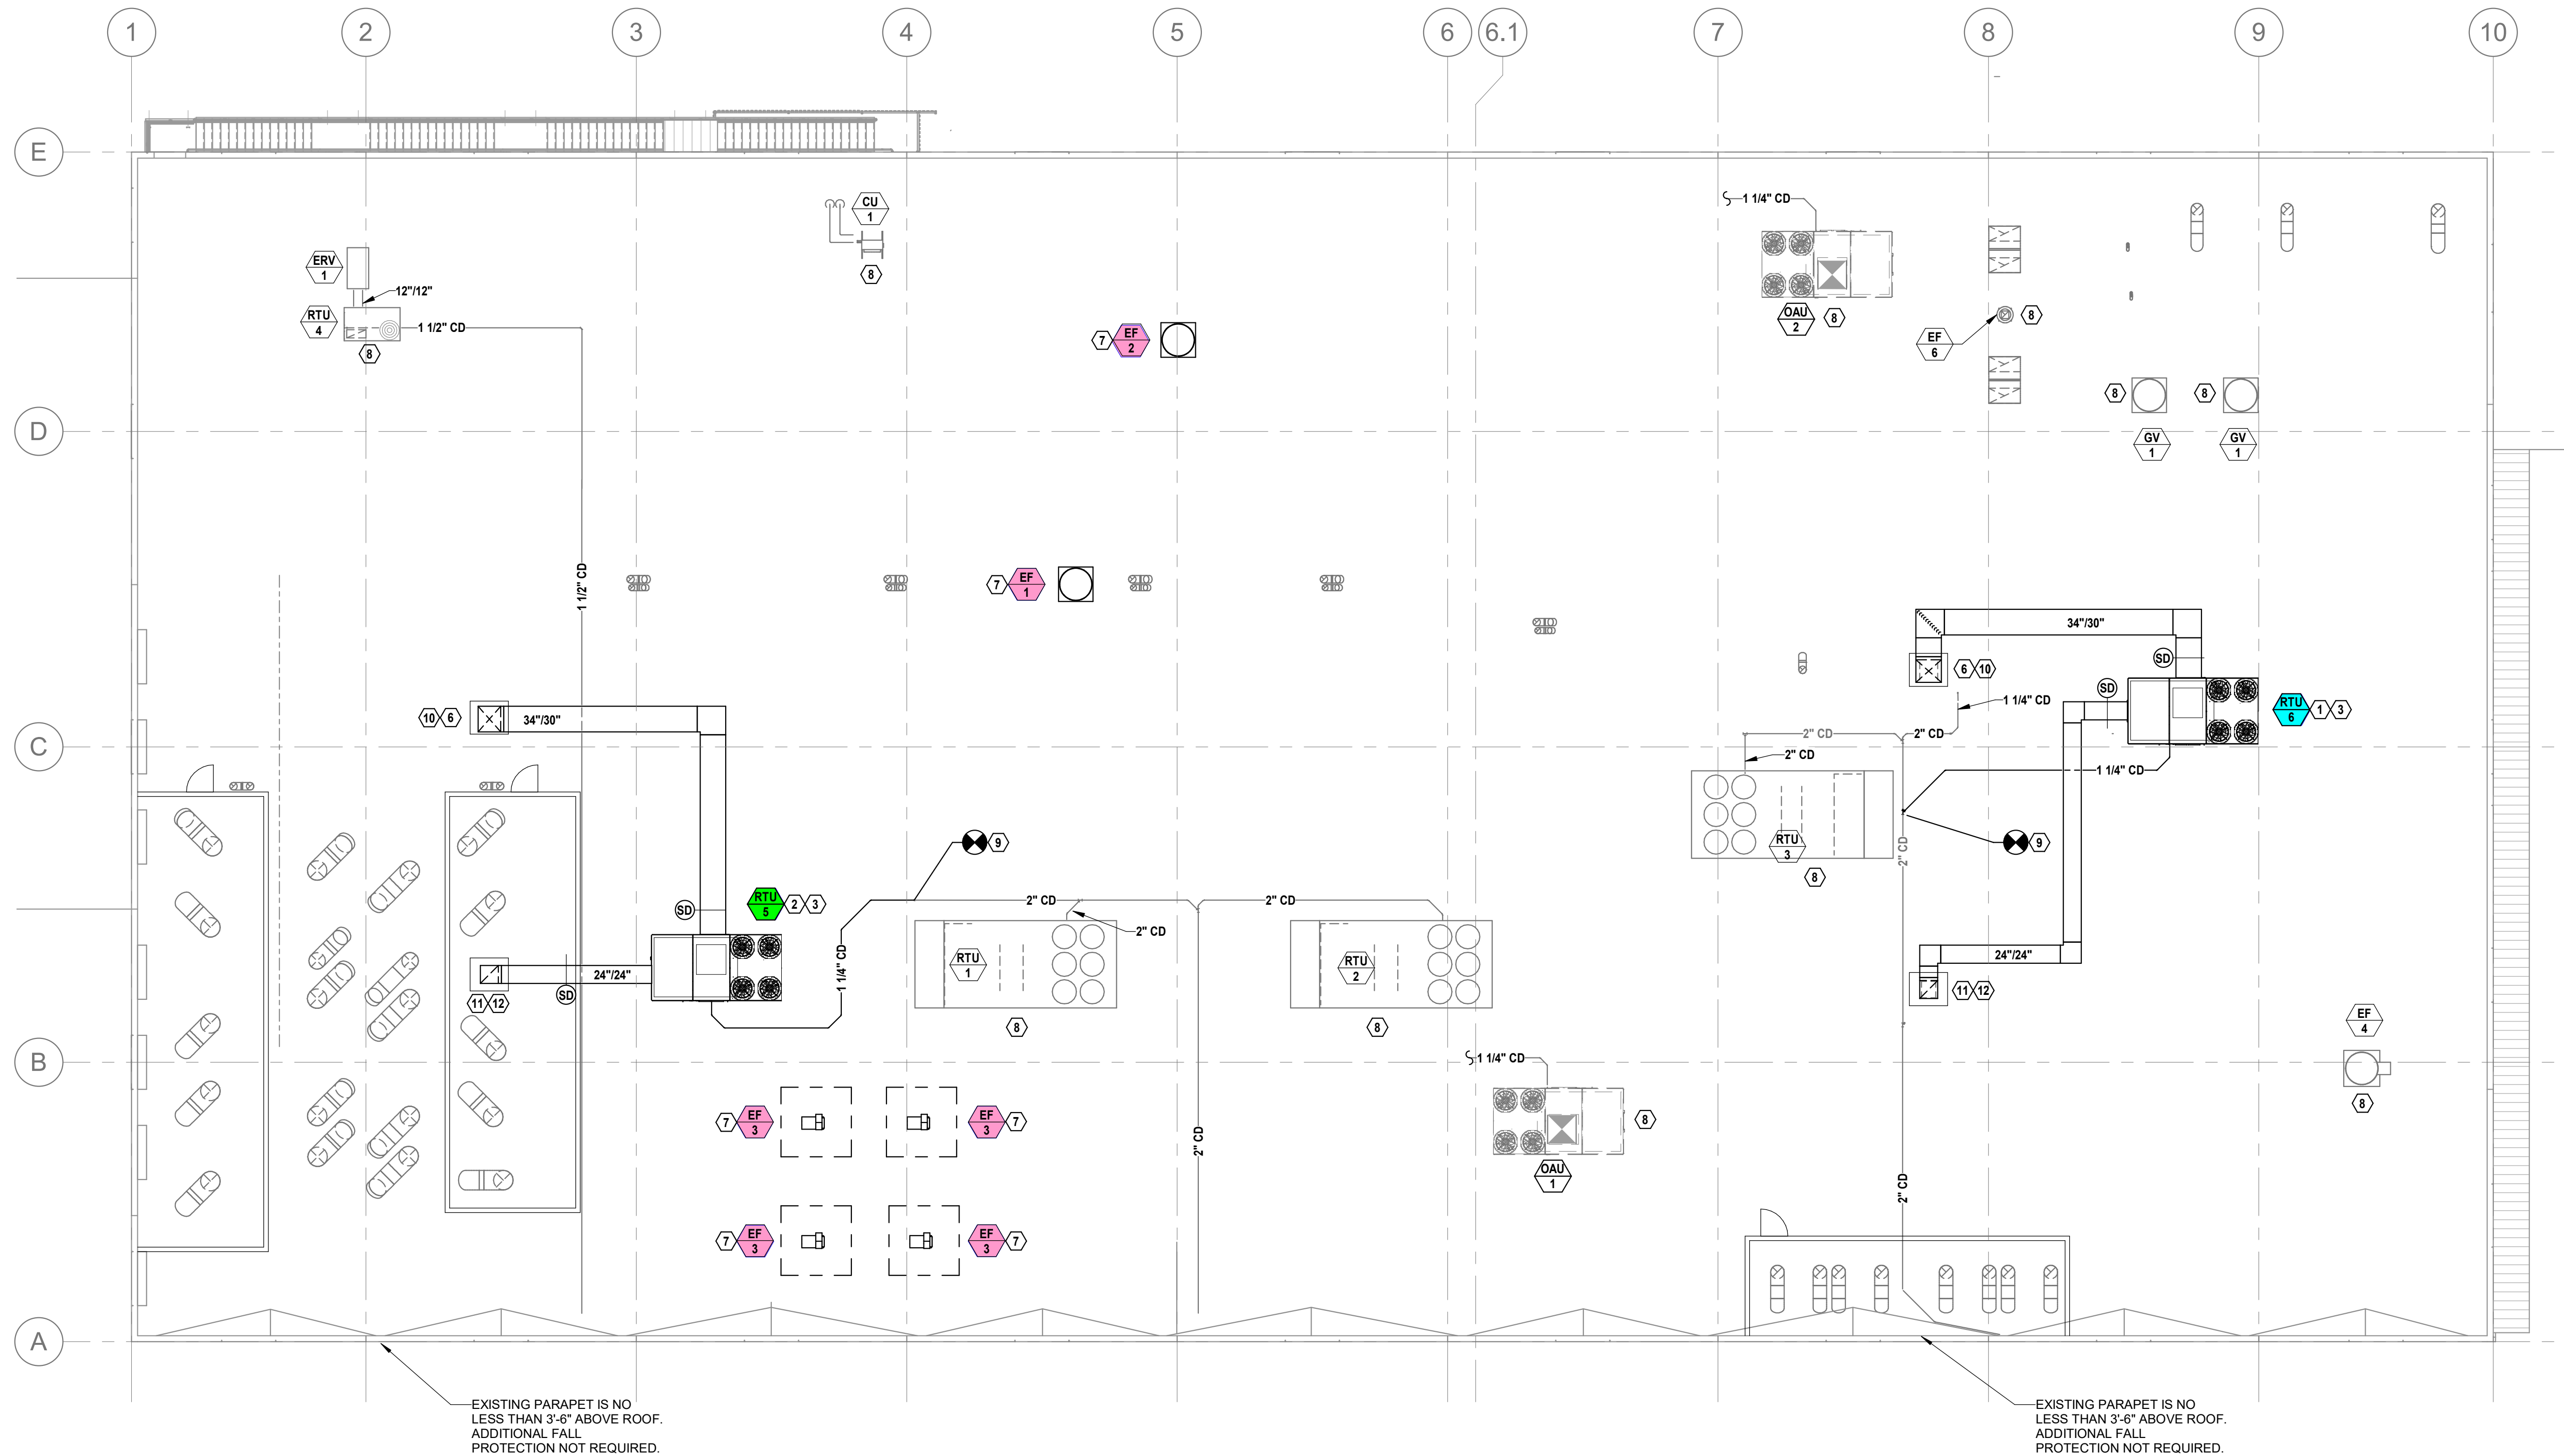 1 2 3 4 5 6 6.1 7 8 9 10
E
CU
1
1 1/4" CD
8
ERV
1
12"/12"
RTU
4
1 1/2" CD
8
OAU
2
8
EF
6
8
7
EF
2
8
8
GV
1
GV
1
D
1 1/2" CD
7
EF
1
34"/30"
SD
6
10
SD
1 1/4" CD
RTU
6
1
3
10
6
34"/30"
2" CD
2" CD
C
2" CD
1 1/4" CD
RTU
3
8
2" CD
9
9
RTU
5
2
3
SD
2" CD
2" CD
2" CD
1 1/4" CD
RTU
1
RTU
2
24"/24"
24"/24"
SD
11
12
11
12
8
8
EF
4
8
B
1 1/4" CD
8
OAU
1
7
EF
3
EF
3
7
2" CD
2" CD
7
EF
3
EF
3
7
A
EXISTING PARAPET IS NO
LESS THAN 3'-6" ABOVE ROOF.
ADDITIONAL FALL
PROTECTION NOT REQUIRED.
EXISTING PARAPET IS NO
LESS THAN 3'-6" ABOVE ROOF.
ADDITIONAL FALL
PROTECTION NOT REQUIRED.